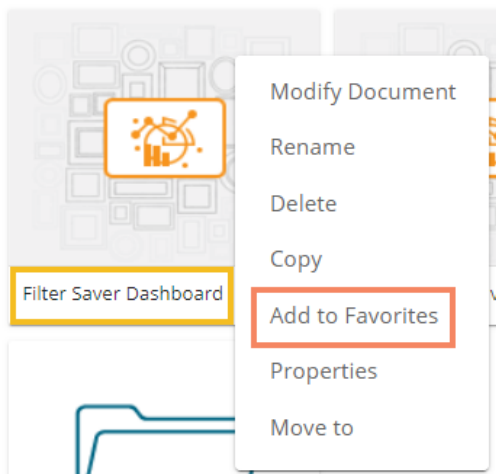 Modify Document
Rename
Delete
Copy
Filter Saver Dashboard
Add to Favorites
Properties
Move to